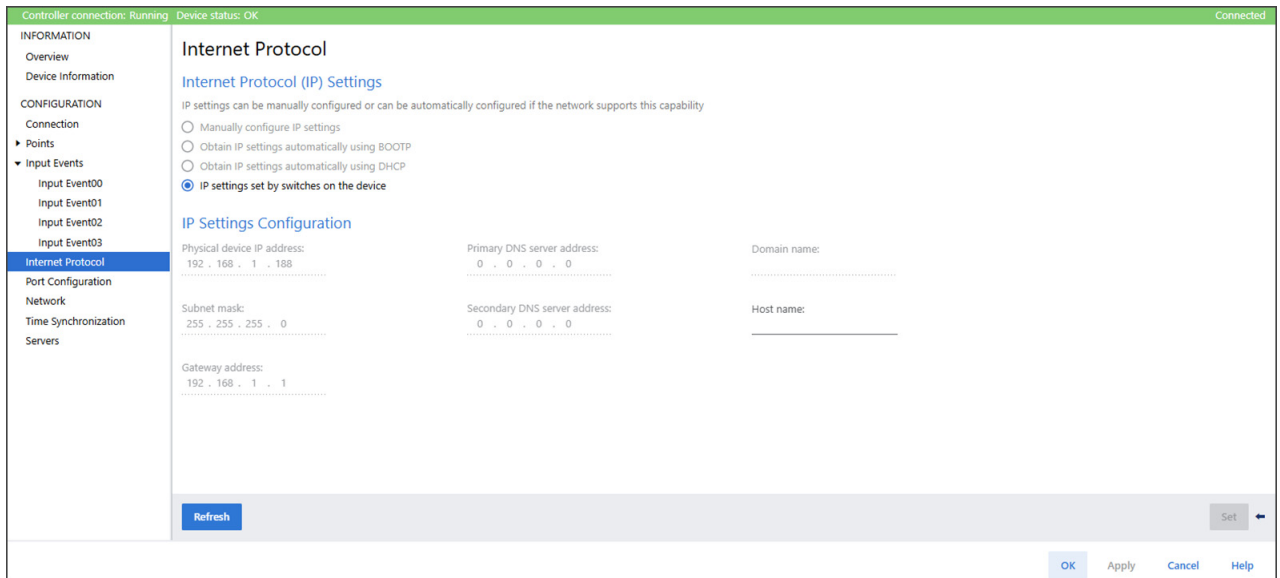 Controller connection: Running Device status: OK Connected
INFORMATION
Overview
Device Information
CONFIGURATION
Connection
Points
Input Events
Input Event00
Input Event01
Input Event02
Input Event03
Internet Protocol
Port Configuration
Network
Time Synchronization
Servers
Internet Protocol
Internet Protocol (IP) Settings
IP settings can be manually configured or can be automatically configured if the network supports this capability
Manually configure IP settings
Obtain IP settings automatically using BOOTP
Obtain IP settings automatically using DHCP
IP settings set by switches on the device
IP Settings Configuration
Physical device IP address:
192 . 168 . 1 . 188
Subnet mask:
255 . 255 . 255 . 0
Gateway address:
192 . 168 . 1 . 1
Primary DNS server address:
0 . 0 . 0 . 0
Secondary DNS server address:
0 . 0 . 0 . 0
Domain name:
Host name:
Refresh
Set
OK Apply Cancel Help